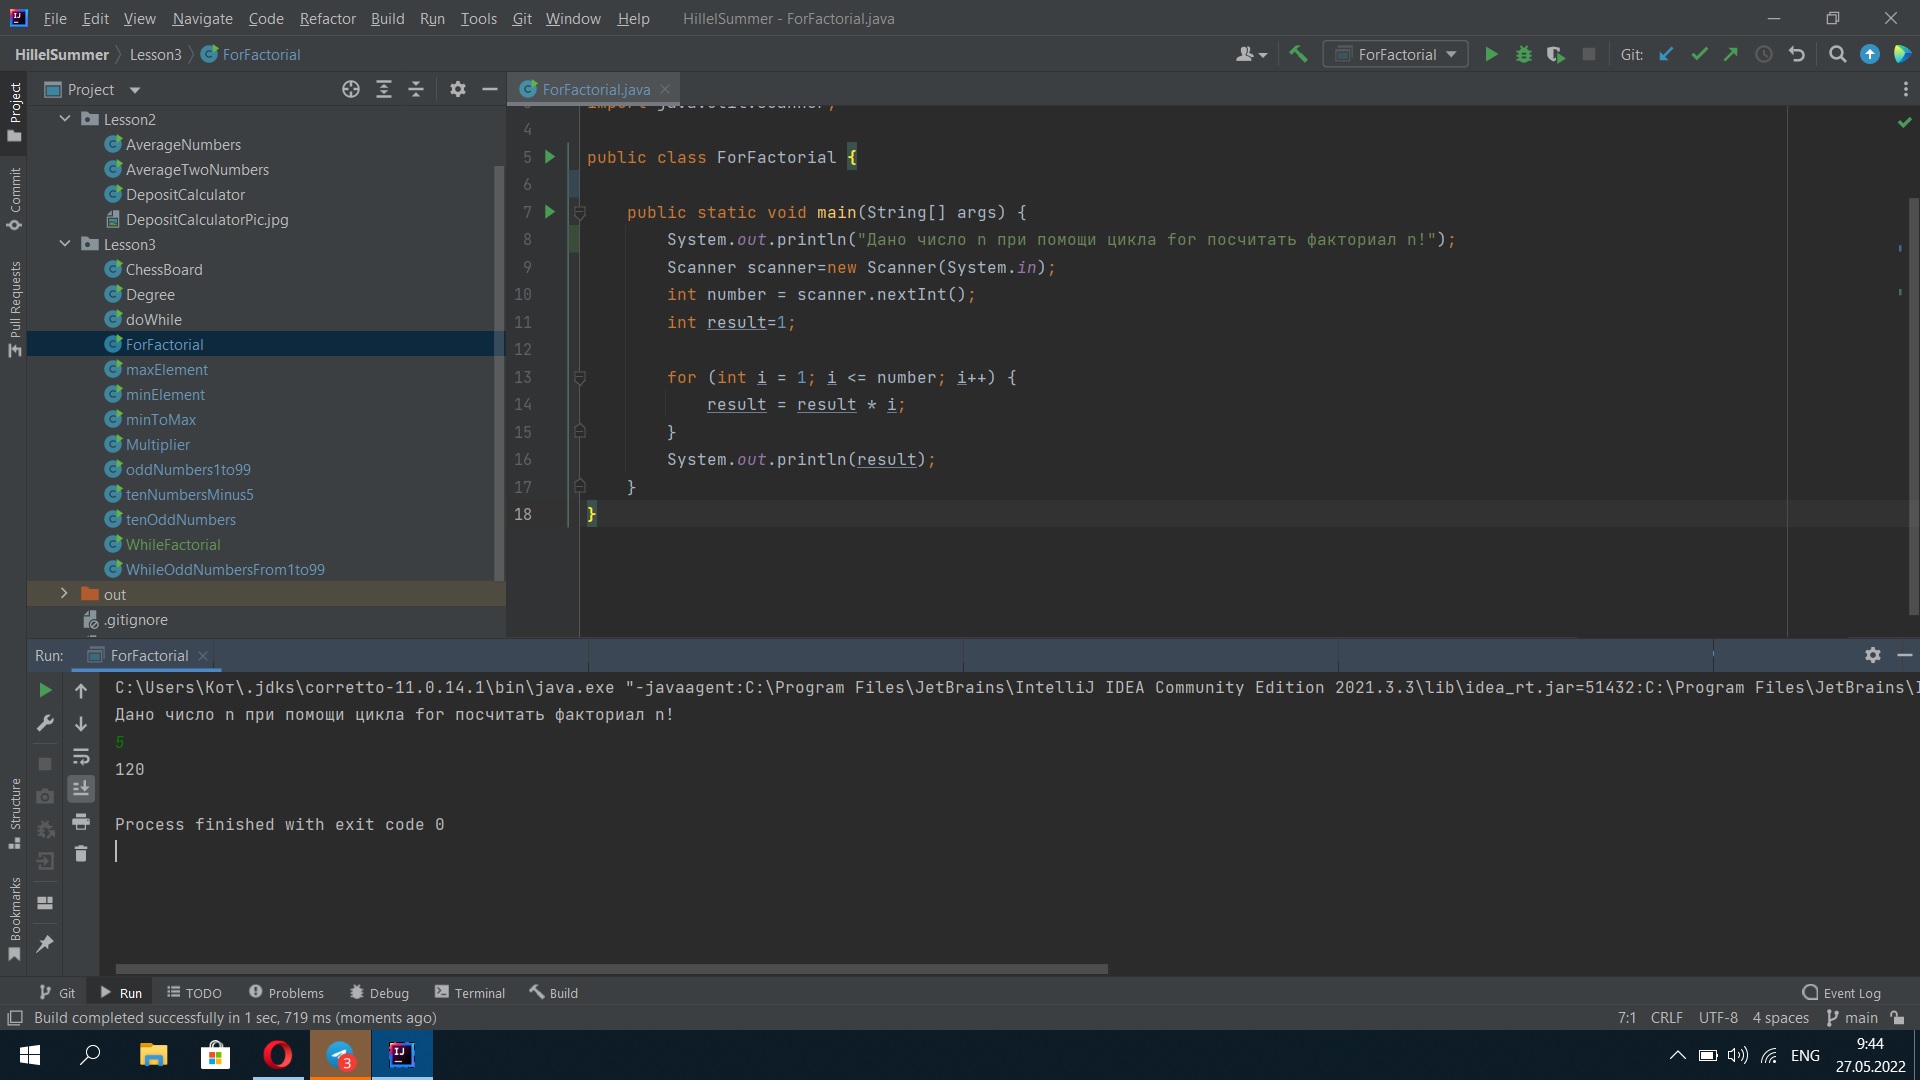 File Edit View Navigate Code Refactor Build Run Tools Git Window Help HillelSummer - ForFactorial.java
HillelSummer Lesson3 ForFactorial ForFactorial Git:
Project
Commit
Pull Requests
Structure
Bookmarks
Project
Lesson2
AverageNumbers
AverageTwoNumbers
DepositCalculator
DepositCalculatorPic.jpg
Lesson3
ChessBoard
Degree
doWhile
ForFactorial
maxElement
minElement
minToMax
Multiplier
oddNumbers1to99
tenNumbersMinus5
tenOddNumbers
WhileFactorial
WhileOddNumbersFrom1to99
out
.gitignore
ForFactorial.java
4
5 public class ForFactorial {
6
7 public static void main(String[] args) {
8 System.out.println("Дано число n при помощи цикла for посчитать факториал n!");
9 Scanner scanner=new Scanner(System.in);
10 int number = scanner.nextInt();
11 int result=1;
12
13 for (int i = 1; i <= number; i++) {
14 result = result * i;
15 }
16 System.out.println(result);
17 }
18 }
Run: ForFactorial
C:\Users\Кот\.jdks\corretto-11.0.14.1\bin\java.exe "-javaagent:C:\Program Files\JetBrains\IntelliJ IDEA Community Edition 2021.3.3\lib\idea_rt.jar=51432:C:\Program Files\JetBrains\I
Дано число n при помощи цикла for посчитать факториал n!
5
120
Process finished with exit code 0
Git Run TODO Problems Debug Terminal Build Event Log
Build completed successfully in 1 sec, 719 ms (moments ago) 7:1 CRLF UTF-8 4 spaces main
3 IJ ENG 9:44
27.05.2022